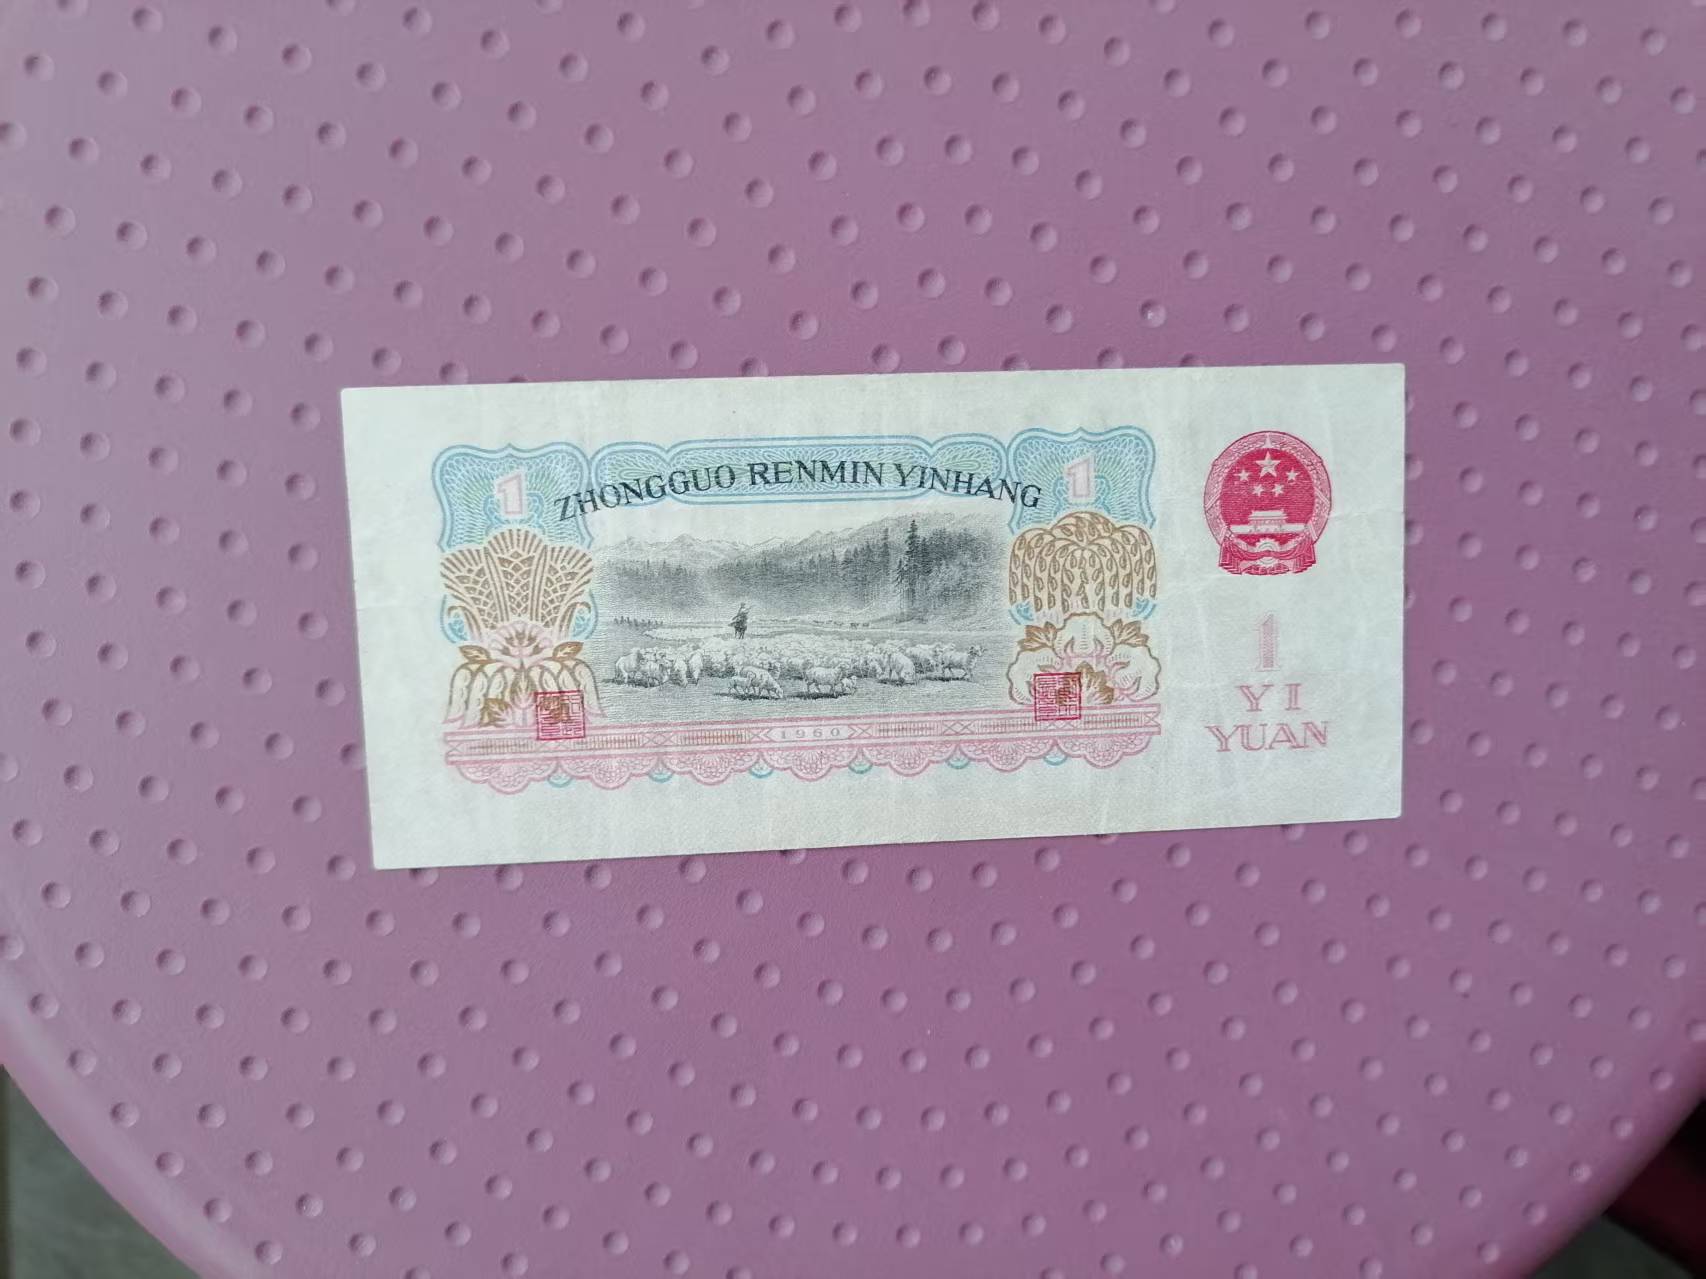 ZHONGGUO RENMIN YINHANG
1
1
1
YI
YUAN
1960